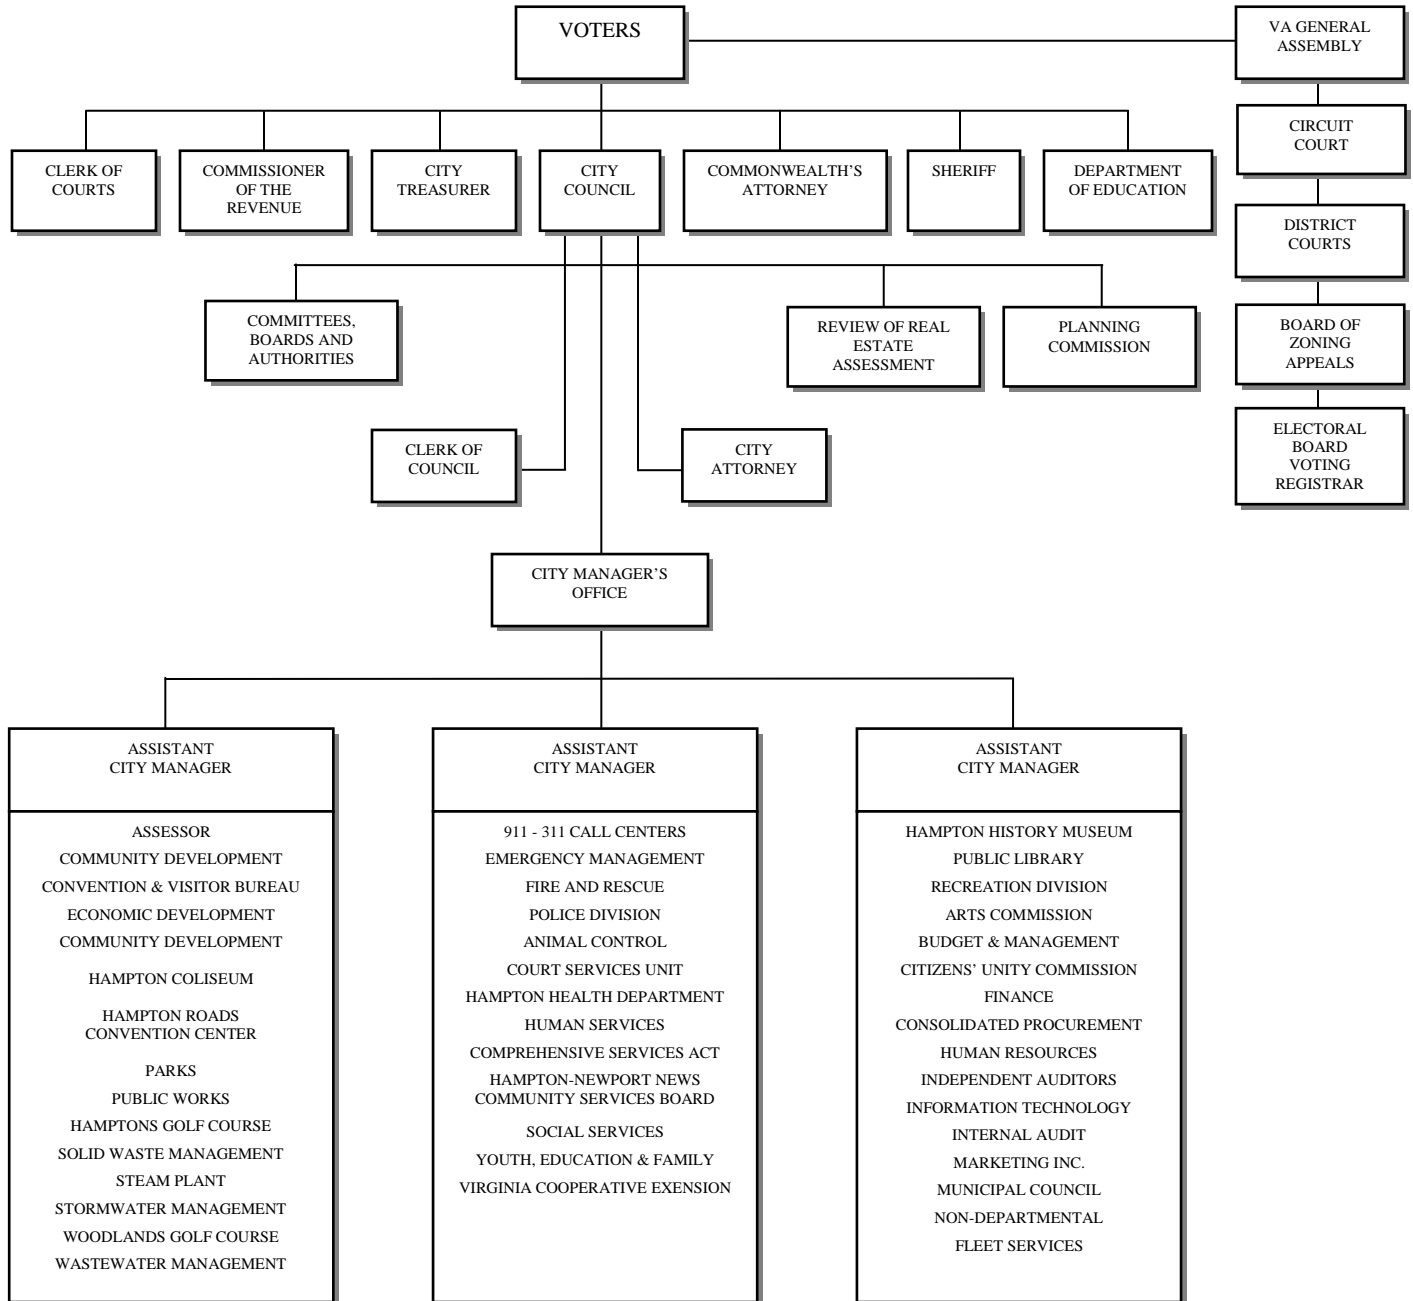 VOTERS
VA GENERAL
ASSEMBLY
CIRCUIT
COURT
CLERK OF
COURTS
COMMISSIONER
OF THE
REVENUE
CITY
TREASURER
CITY
COUNCIL
COMMONWEALTH'S
ATTORNEY
SHERIFF
DEPARTMENT
OF EDUCATION
DISTRICT
COURTS
COMMITTEES,
BOARDS AND
AUTHORITIES
REVIEW OF REAL
ESTATE
ASSESSMENT
PLANNING
COMMISSION
BOARD OF
ZONING
APPEALS
CLERK OF
COUNCIL
CITY
ATTORNEY
ELECTORAL
BOARD
VOTING
REGISTRAR
CITY MANAGER'S
OFFICE
ASSISTANT
CITY MANAGER
ASSESSOR
COMMUNITY DEVELOPMENT
CONVENTION & VISITOR BUREAU
ECONOMIC DEVELOPMENT
COMMUNITY DEVELOPMENT
HAMPTON COLISEUM
HAMPTON ROADS
CONVENTION CENTER
PARKS
PUBLIC WORKS
HAMPTONS GOLF COURSE
SOLID WASTE MANAGEMENT
STEAM PLANT
STORMWATER MANAGEMENT
WOODLANDS GOLF COURSE
WASTEWATER MANAGEMENT
ASSISTANT
CITY MANAGER
911 - 311 CALL CENTERS
EMERGENCY MANAGEMENT
FIRE AND RESCUE
POLICE DIVISION
ANIMAL CONTROL
COURT SERVICES UNIT
HAMPTON HEALTH DEPARTMENT
HUMAN SERVICES
COMPREHENSIVE SERVICES ACT
HAMPTON-NEWPORT NEWS
COMMUNITY SERVICES BOARD
SOCIAL SERVICES
YOUTH, EDUCATION & FAMILY
VIRGINIA COOPERATIVE EXENSION
ASSISTANT
CITY MANAGER
HAMPTON HISTORY MUSEUM
PUBLIC LIBRARY
RECREATION DIVISION
ARTS COMMISSION
BUDGET & MANAGEMENT
CITIZENS' UNITY COMMISSION
FINANCE
CONSOLIDATED PROCUREMENT
HUMAN RESOURCES
INDEPENDENT AUDITORS
INFORMATION TECHNOLOGY
INTERNAL AUDIT
MARKETING INC.
MUNICIPAL COUNCIL
NON-DEPARTMENTAL
FLEET SERVICES